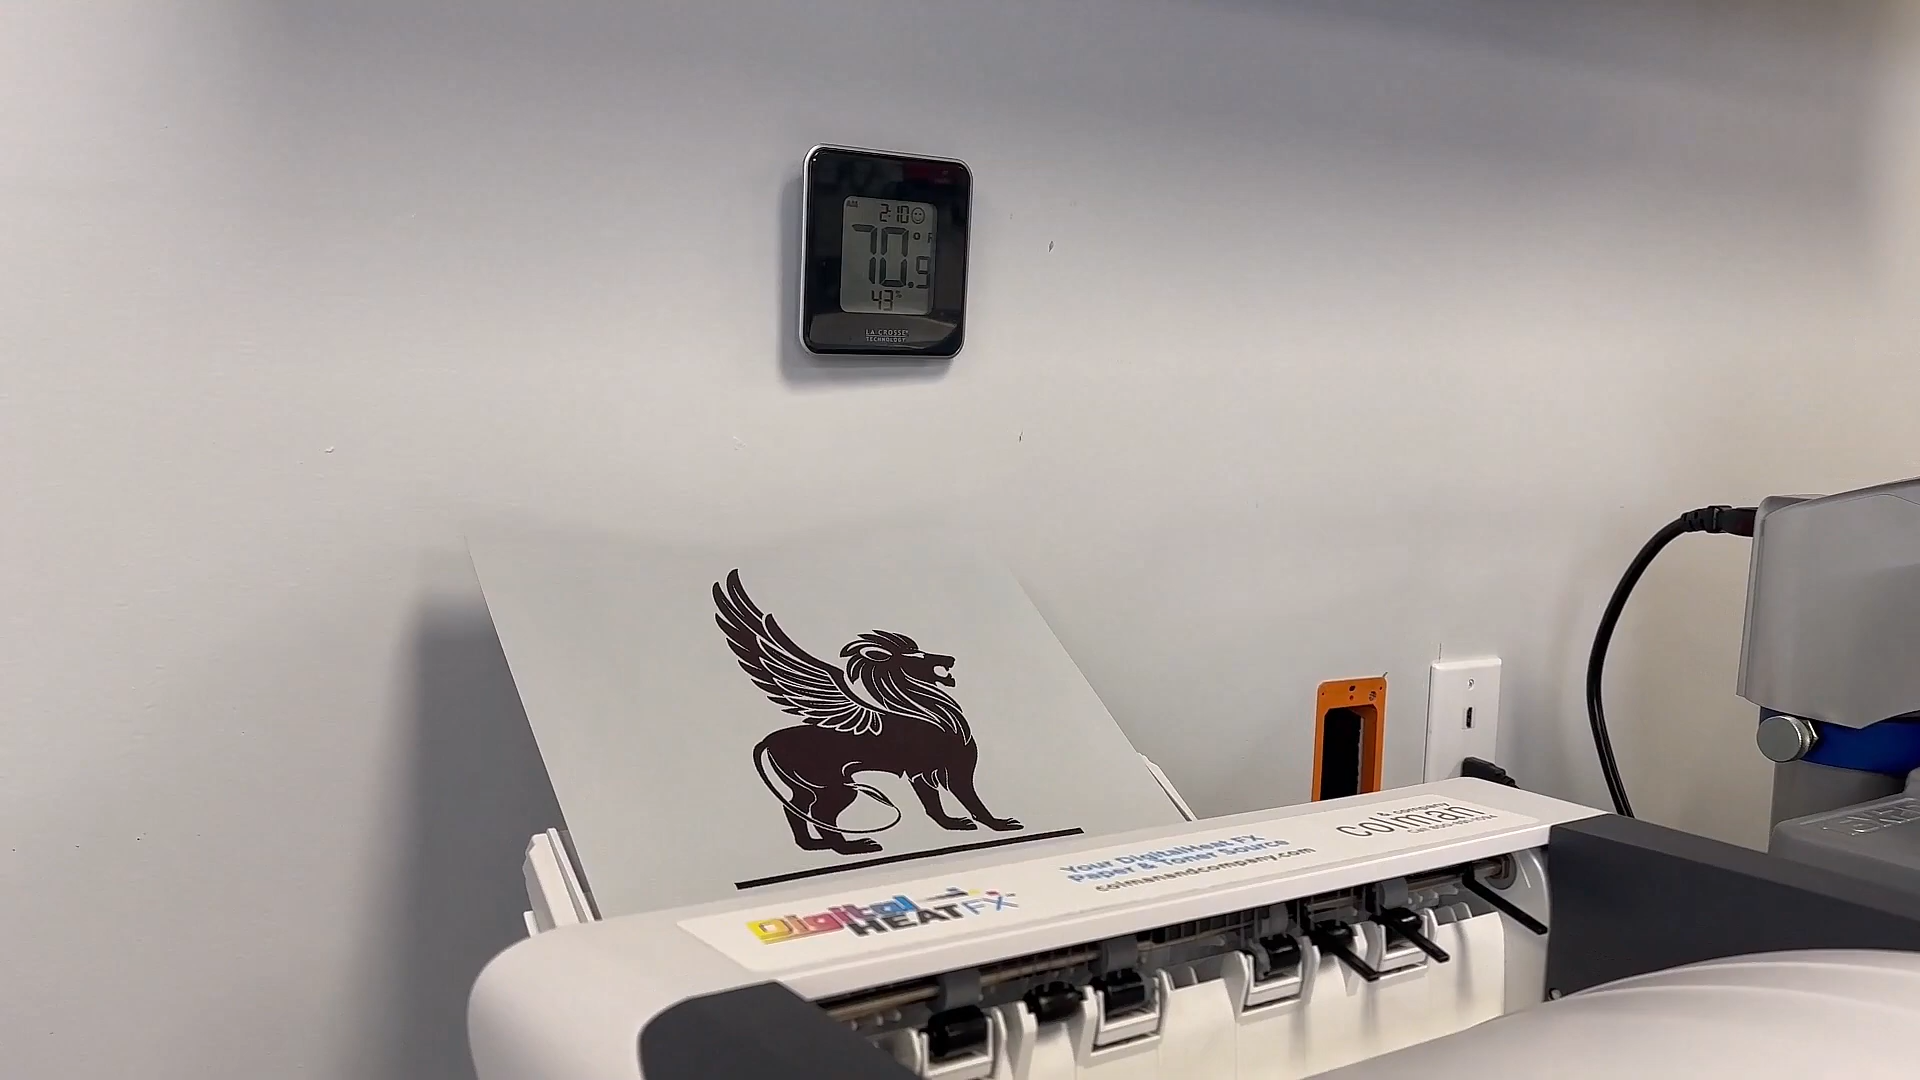 AM
2:10
70.9 °F
43%
LA CROSSE
TECHNOLOGY
Digital
HEAT FX
Your DigitalHeat FX
Paper & Toner Source
colmanandcompany.com
& company
colman